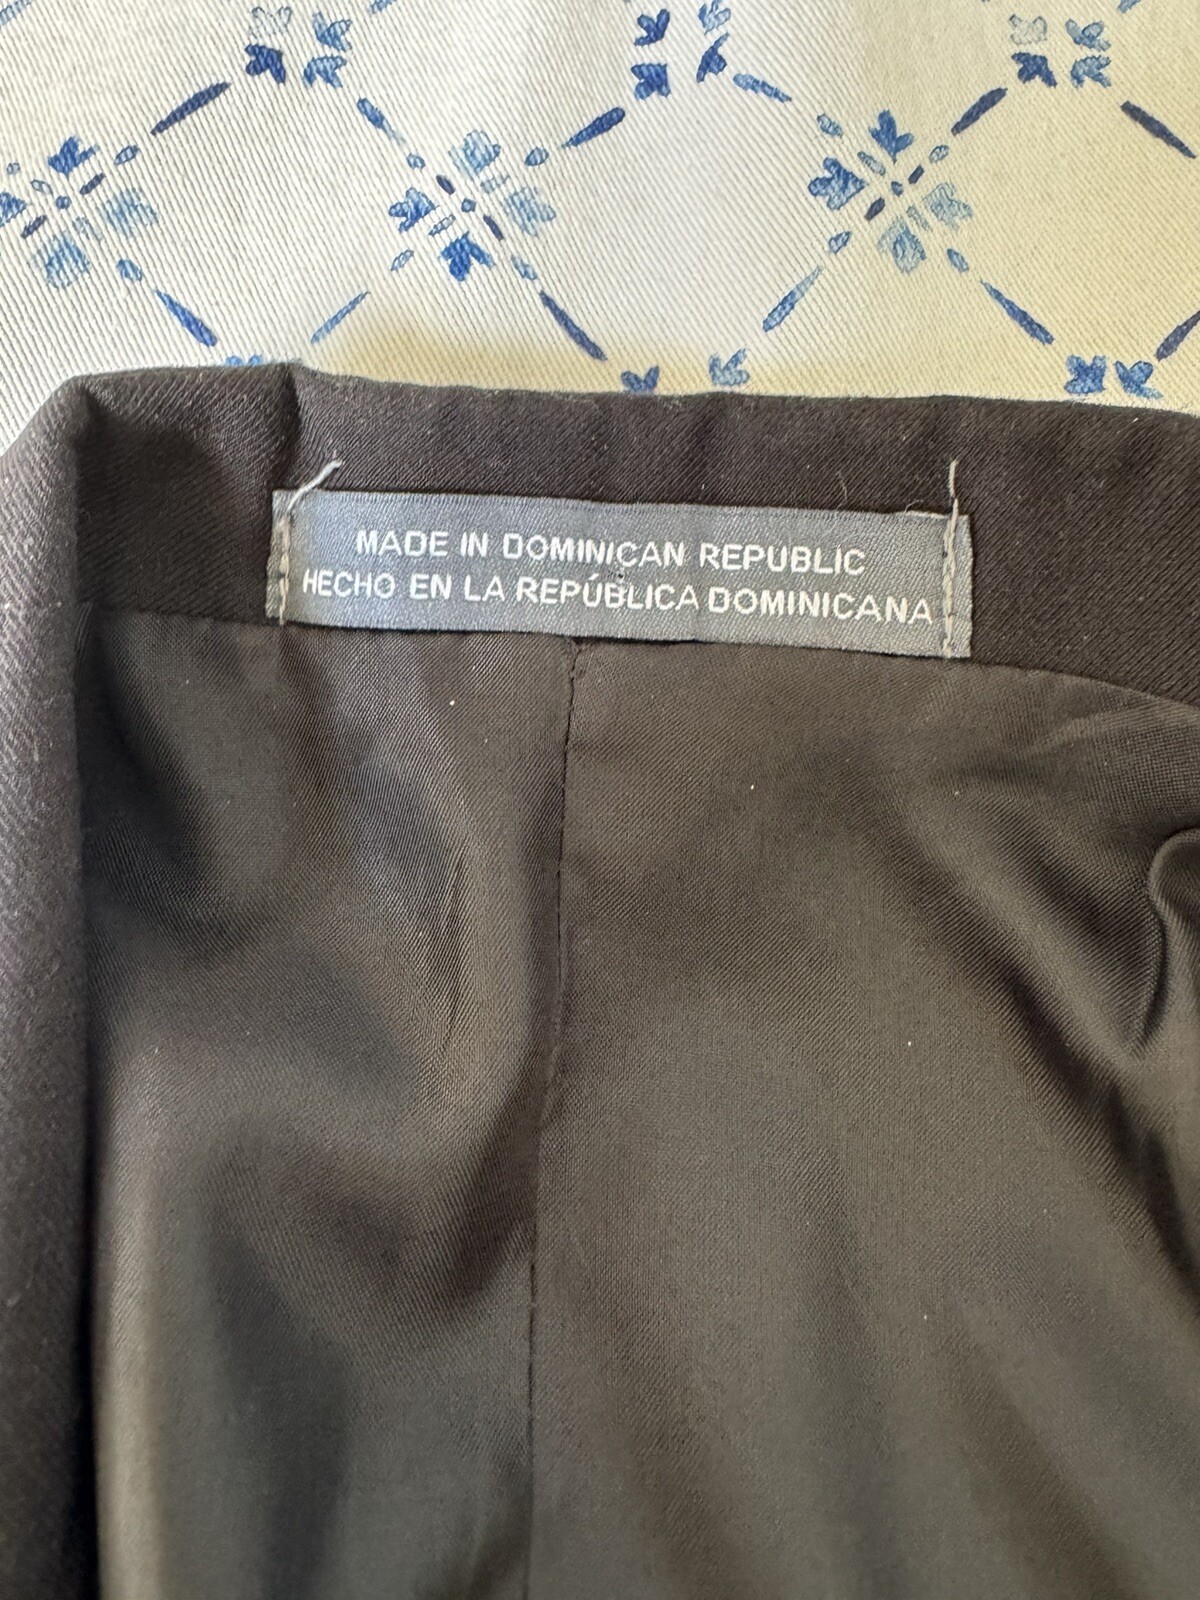 MADE IN DOMINICAN REPUBLIC
HECHO EN LA REPÚBLICA DOMINICANA